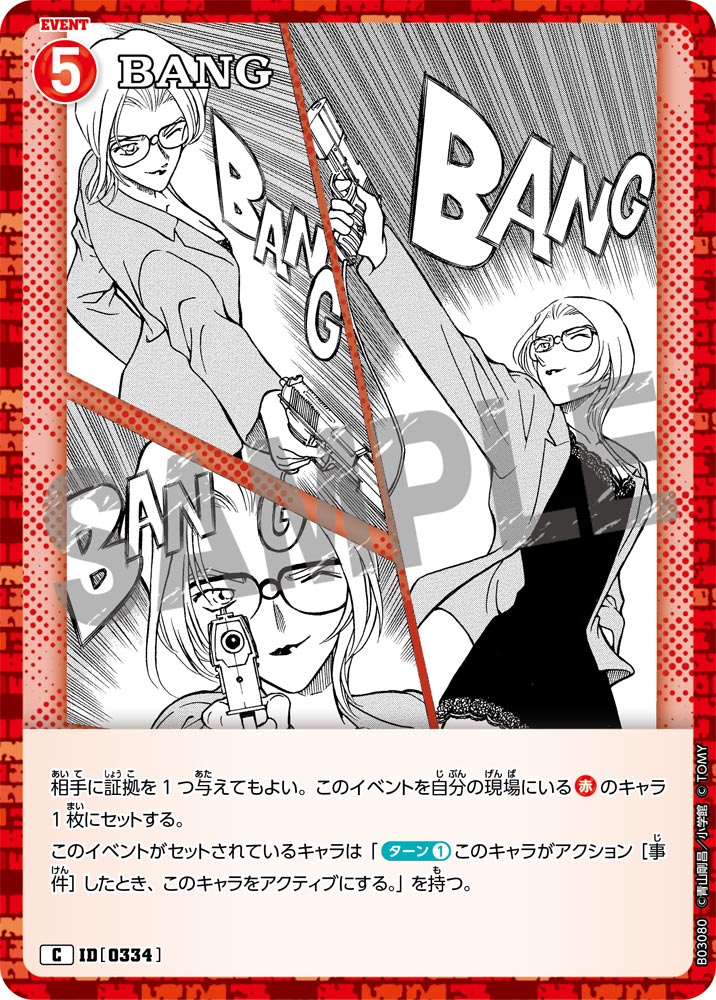 EVENT
5
BANG
BANG
BANG
BANG
SAMPLE
相手に証拠を1つ与えてもよい。このイベントを自分の現場にいる赤のキャラ
1枚にセットする。
このイベントがセットされているキャラは「ターン1このキャラがアクション[事
件]したとき、このキャラをアクティブにする。」を持つ。
C ID[0334]
B03080 ©青山剛昌/小学館 © TOMY